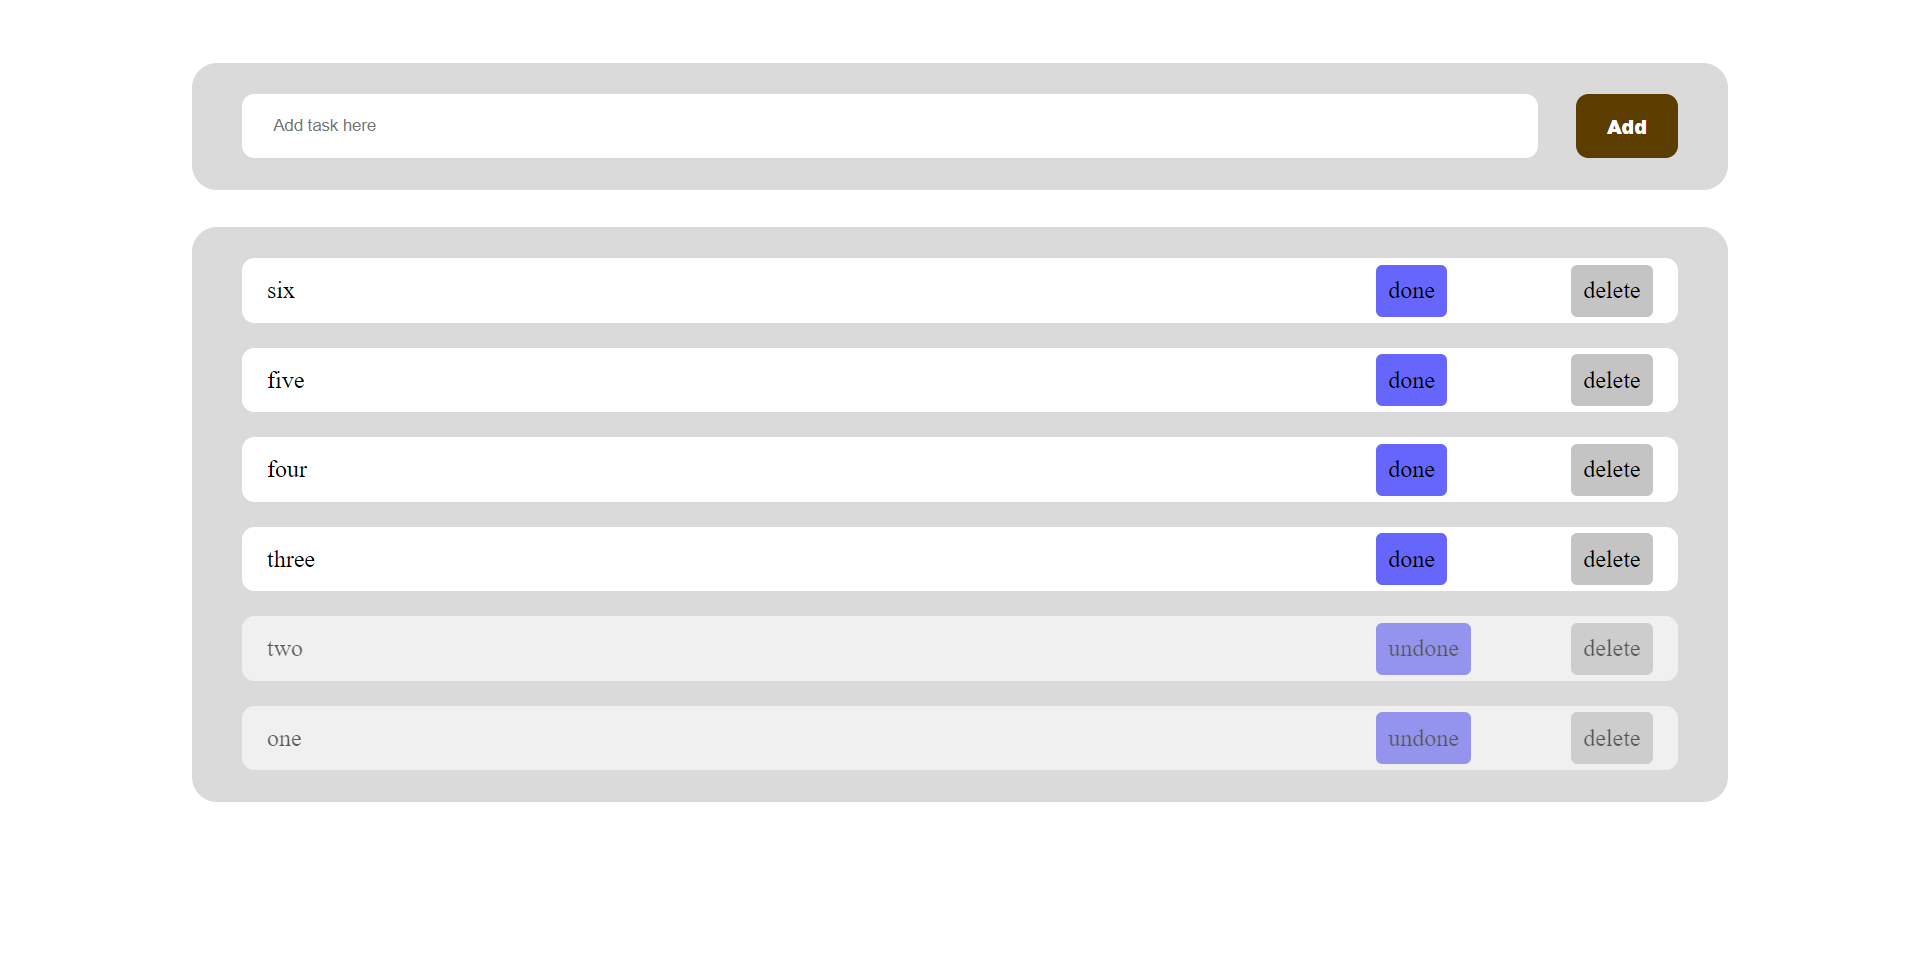 Add task here Add
six done delete
five done delete
four done delete
three done delete
two undone delete
one undone delete